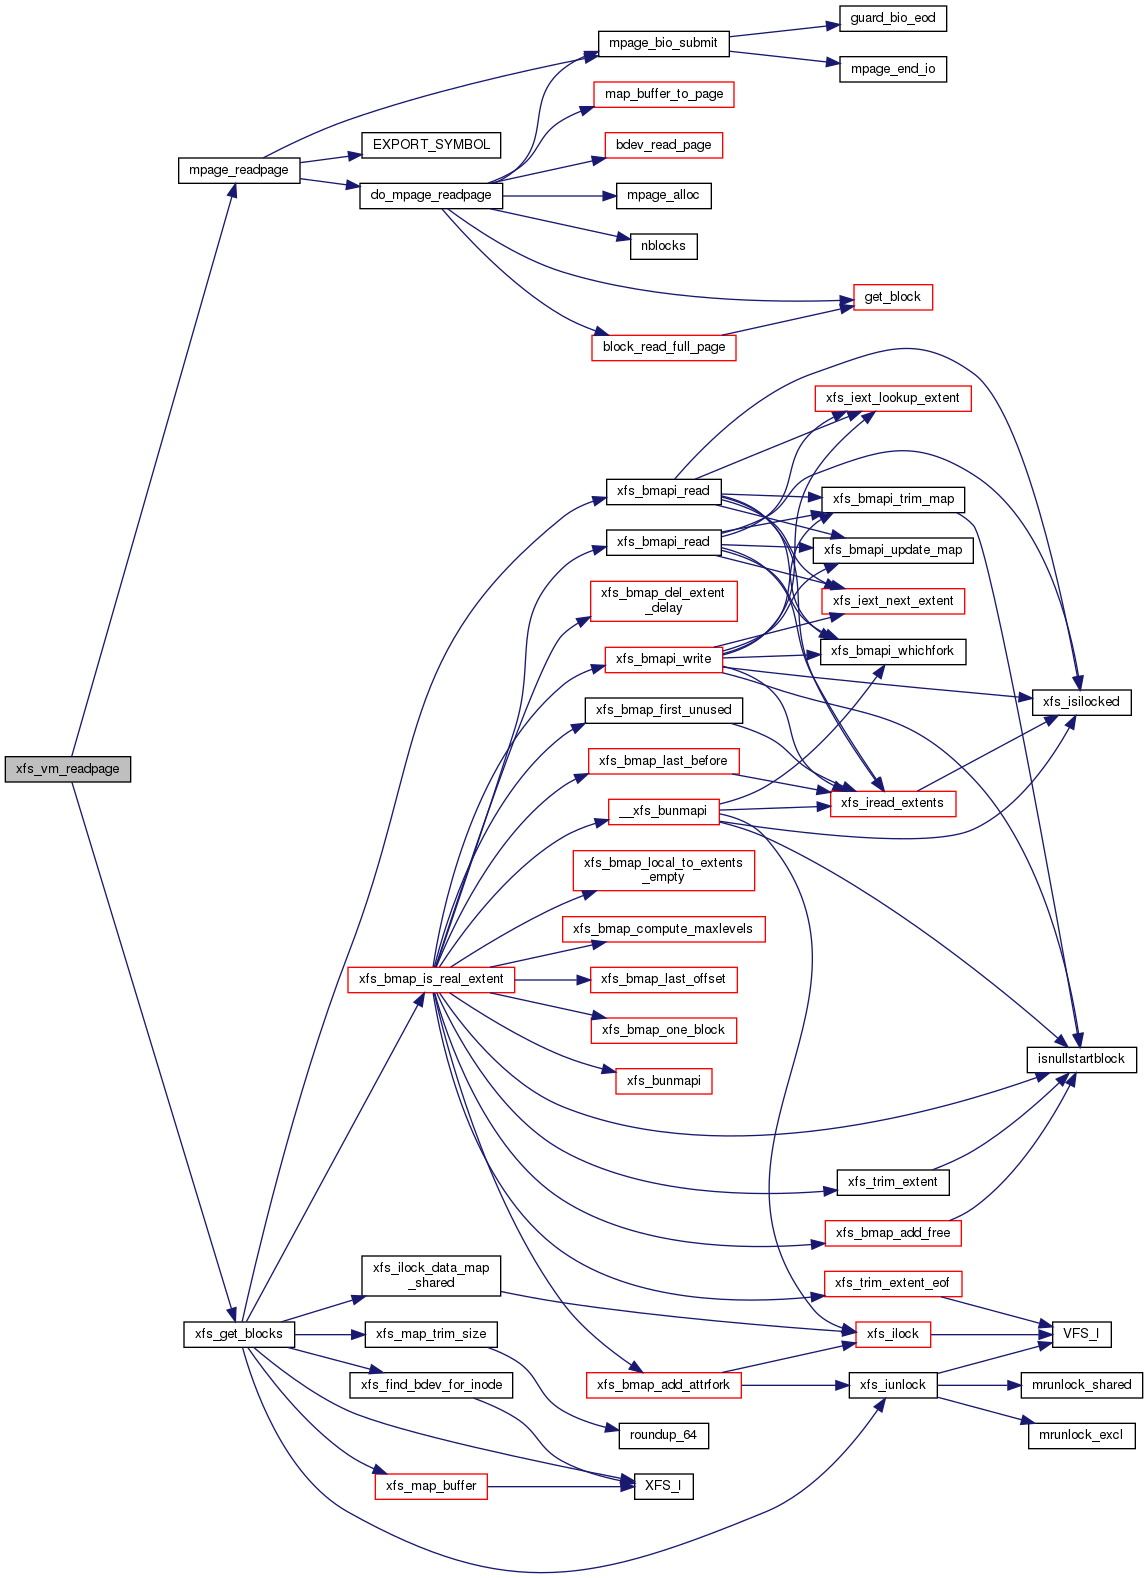 guard_bio_eod
mpage_bio_submit
mpage_end_io
map_buffer_to_page
EXPORT_SYMBOL
bdev_read_page
mpage_readpage
do_mpage_readpage
mpage_alloc
nblocks
get_block
block_read_full_page
xfs_iext_lookup_extent
xfs_bmapi_read
xfs_bmapi_trim_map
xfs_bmapi_read
xfs_bmapi_update_map
xfs_bmap_del_extent
_delay
xfs_iext_next_extent
xfs_bmapi_write
xfs_bmapi_whichfork
xfs_isilocked
xfs_bmap_first_unused
xfs_vm_readpage
xfs_bmap_last_before
xfs_iread_extents
__xfs_bunmapi
xfs_bmap_local_to_extents
_empty
xfs_bmap_compute_maxlevels
xfs_bmap_is_real_extent
xfs_bmap_last_offset
xfs_bmap_one_block
isnullstartblock
xfs_bunmapi
xfs_trim_extent
xfs_bmap_add_free
xfs_ilock_data_map
_shared
xfs_trim_extent_eof
xfs_get_blocks
xfs_map_trim_size
xfs_ilock
VFS_I
xfs_find_bdev_for_inode
xfs_bmap_add_attrfork
xfs_iunlock
mrunlock_shared
roundup_64
mrunlock_excl
xfs_map_buffer
XFS_I